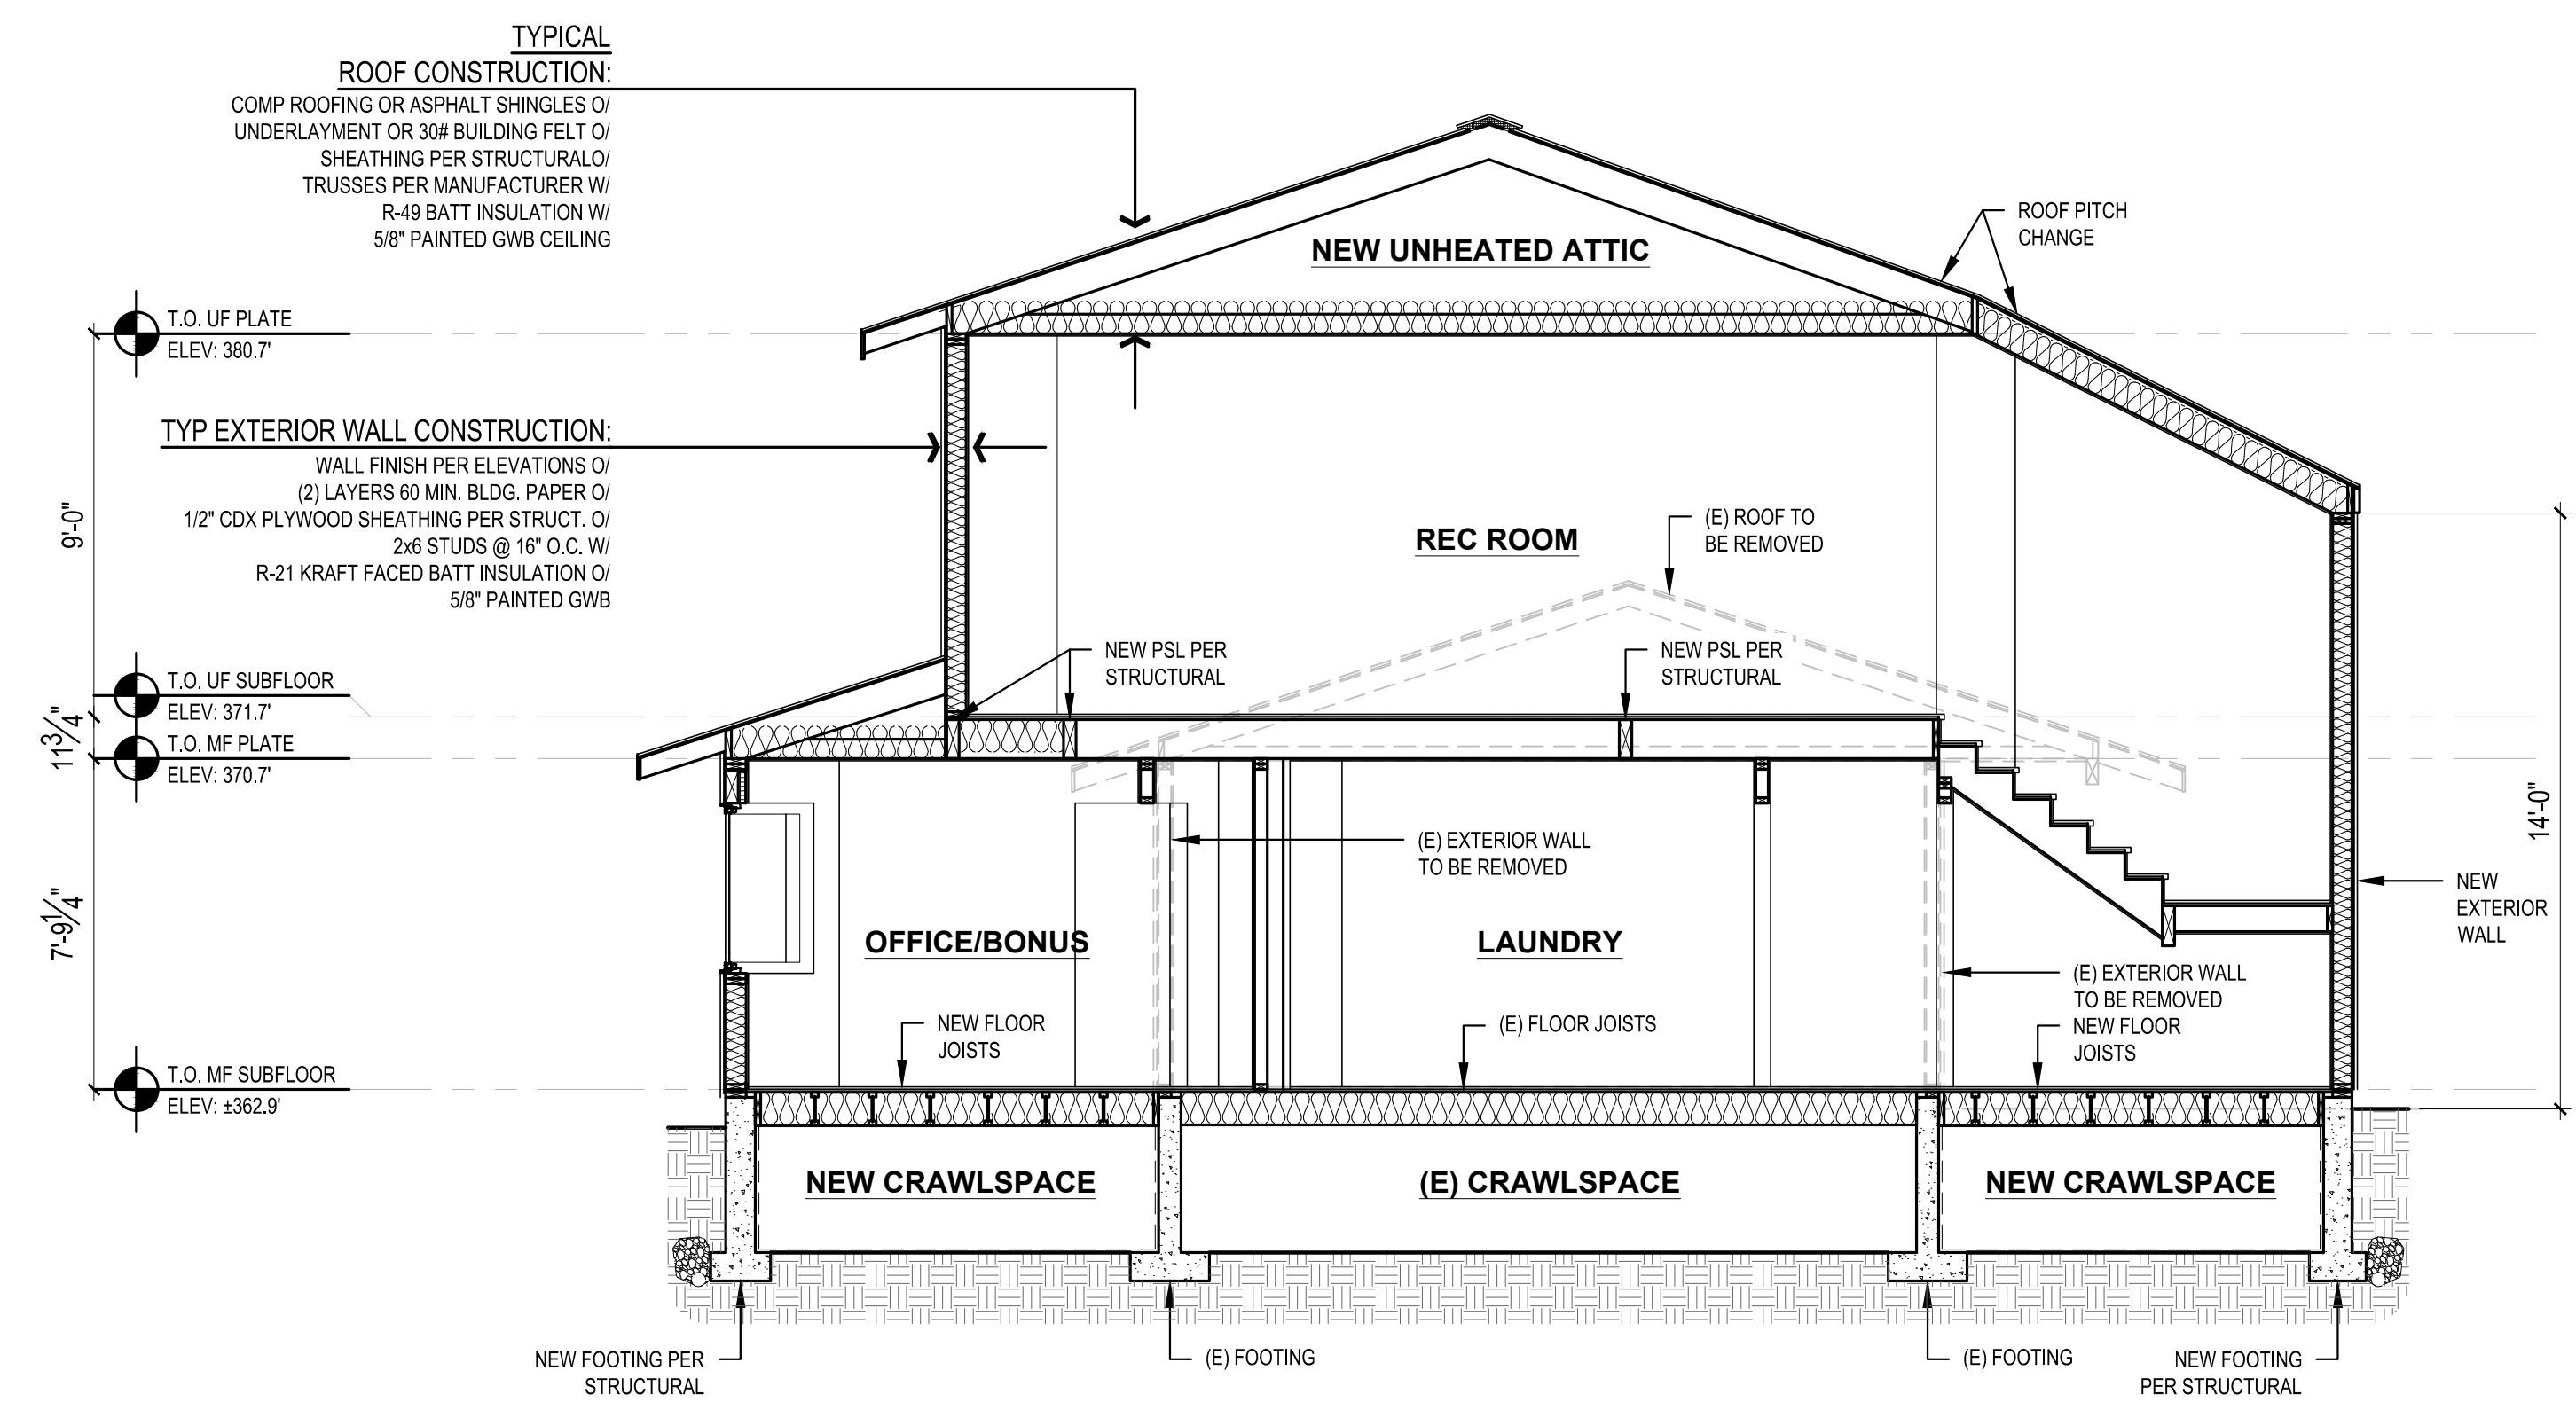 TYPICAL
ROOF CONSTRUCTION:
COMP ROOFING OR ASPHALT SHINGLES O/
UNDERLAYMENT OR 30# BUILDING FELT O/
SHEATHING PER STRUCTURALO/
TRUSSES PER MANUFACTURER W/
R-49 BATT INSULATION W/
5/8" PAINTED GWB CEILING
ROOF PITCH
CHANGE
NEW UNHEATED ATTIC
T.O. UF PLATE
ELEV: 380.7'
TYP EXTERIOR WALL CONSTRUCTION:
WALL FINISH PER ELEVATIONS O/
(2) LAYERS 60 MIN. BLDG. PAPER O/
1/2" CDX PLYWOOD SHEATHING PER STRUCT. O/
2x6 STUDS @ 16" O.C. W/
R-21 KRAFT FACED BATT INSULATION O/
5/8" PAINTED GWB
9'-0"
REC ROOM
(E) ROOF TO
BE REMOVED
NEW PSL PER
STRUCTURAL
NEW PSL PER
STRUCTURAL
T.O. UF SUBFLOOR
ELEV: 371.7'
11 3/4"
T.O. MF PLATE
ELEV: 370.7'
14'-0"
(E) EXTERIOR WALL
TO BE REMOVED
NEW
EXTERIOR
WALL
7'-9 1/4"
OFFICE/BONUS
LAUNDRY
(E) EXTERIOR WALL
TO BE REMOVED
NEW FLOOR
JOISTS
(E) FLOOR JOISTS
NEW FLOOR
JOISTS
T.O. MF SUBFLOOR
ELEV: ±362.9'
NEW CRAWLSPACE
(E) CRAWLSPACE
NEW CRAWLSPACE
NEW FOOTING PER
STRUCTURAL
(E) FOOTING
(E) FOOTING
NEW FOOTING
PER STRUCTURAL